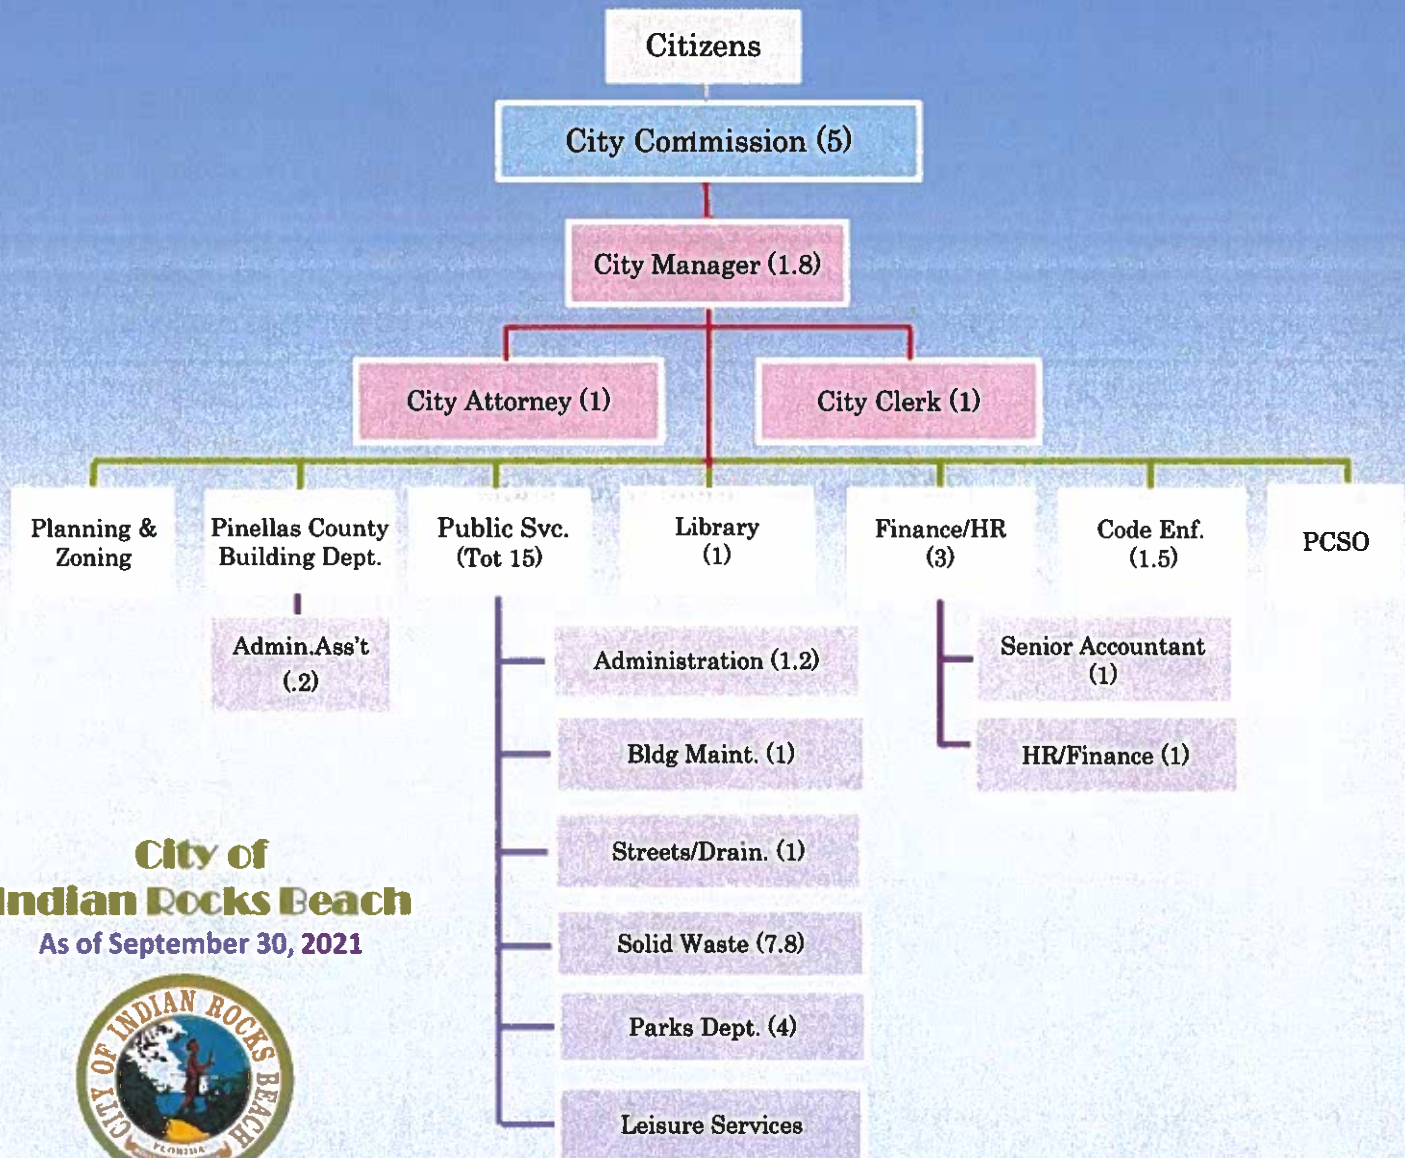 Citizens
City Commission (5)
City Manager (1.8)
City Attorney (1)
City Clerk (1)
Planning &
Zoning
Pinellas County
Building Dept.
Public Svc.
(Tot 15)
Library
(1)
Finance/HR
(3)
Code Enf.
(1.5)
PCSO
Admin.Ass't
(.2)
Administration (1.2)
Bldg Maint. (1)
Streets/Drain. (1)
Solid Waste (7.8)
Parks Dept. (4)
Leisure Services
Senior Accountant
(1)
HR/Finance (1)
City of
Indian Rocks Beach
As of September 30, 2021
CITY OF INDIAN ROCKS BEACH
FLORIDA